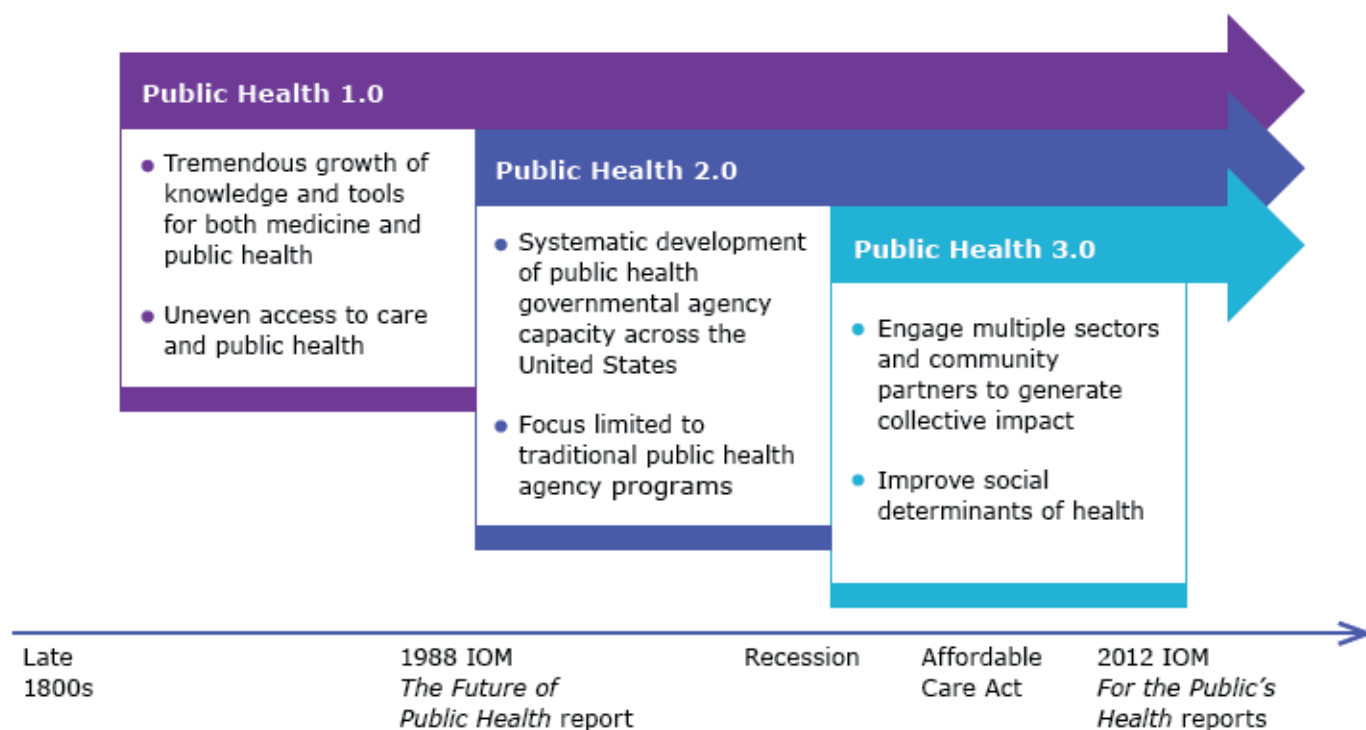 Public Health 1.0
• Tremendous growth of
knowledge and tools
for both medicine and
public health
• Uneven access to care
and public health
Public Health 2.0
• Systematic development
of public health
governmental agency
capacity across the
United States
• Focus limited to
traditional public health
agency programs
Public Health 3.0
• Engage multiple sectors
and community
partners to generate
collective impact
• Improve social
determinants of health
Late
1800s
1988 IOM
The Future of
Public Health report
Recession
Affordable
Care Act
2012 IOM
For the Public’s
Health reports